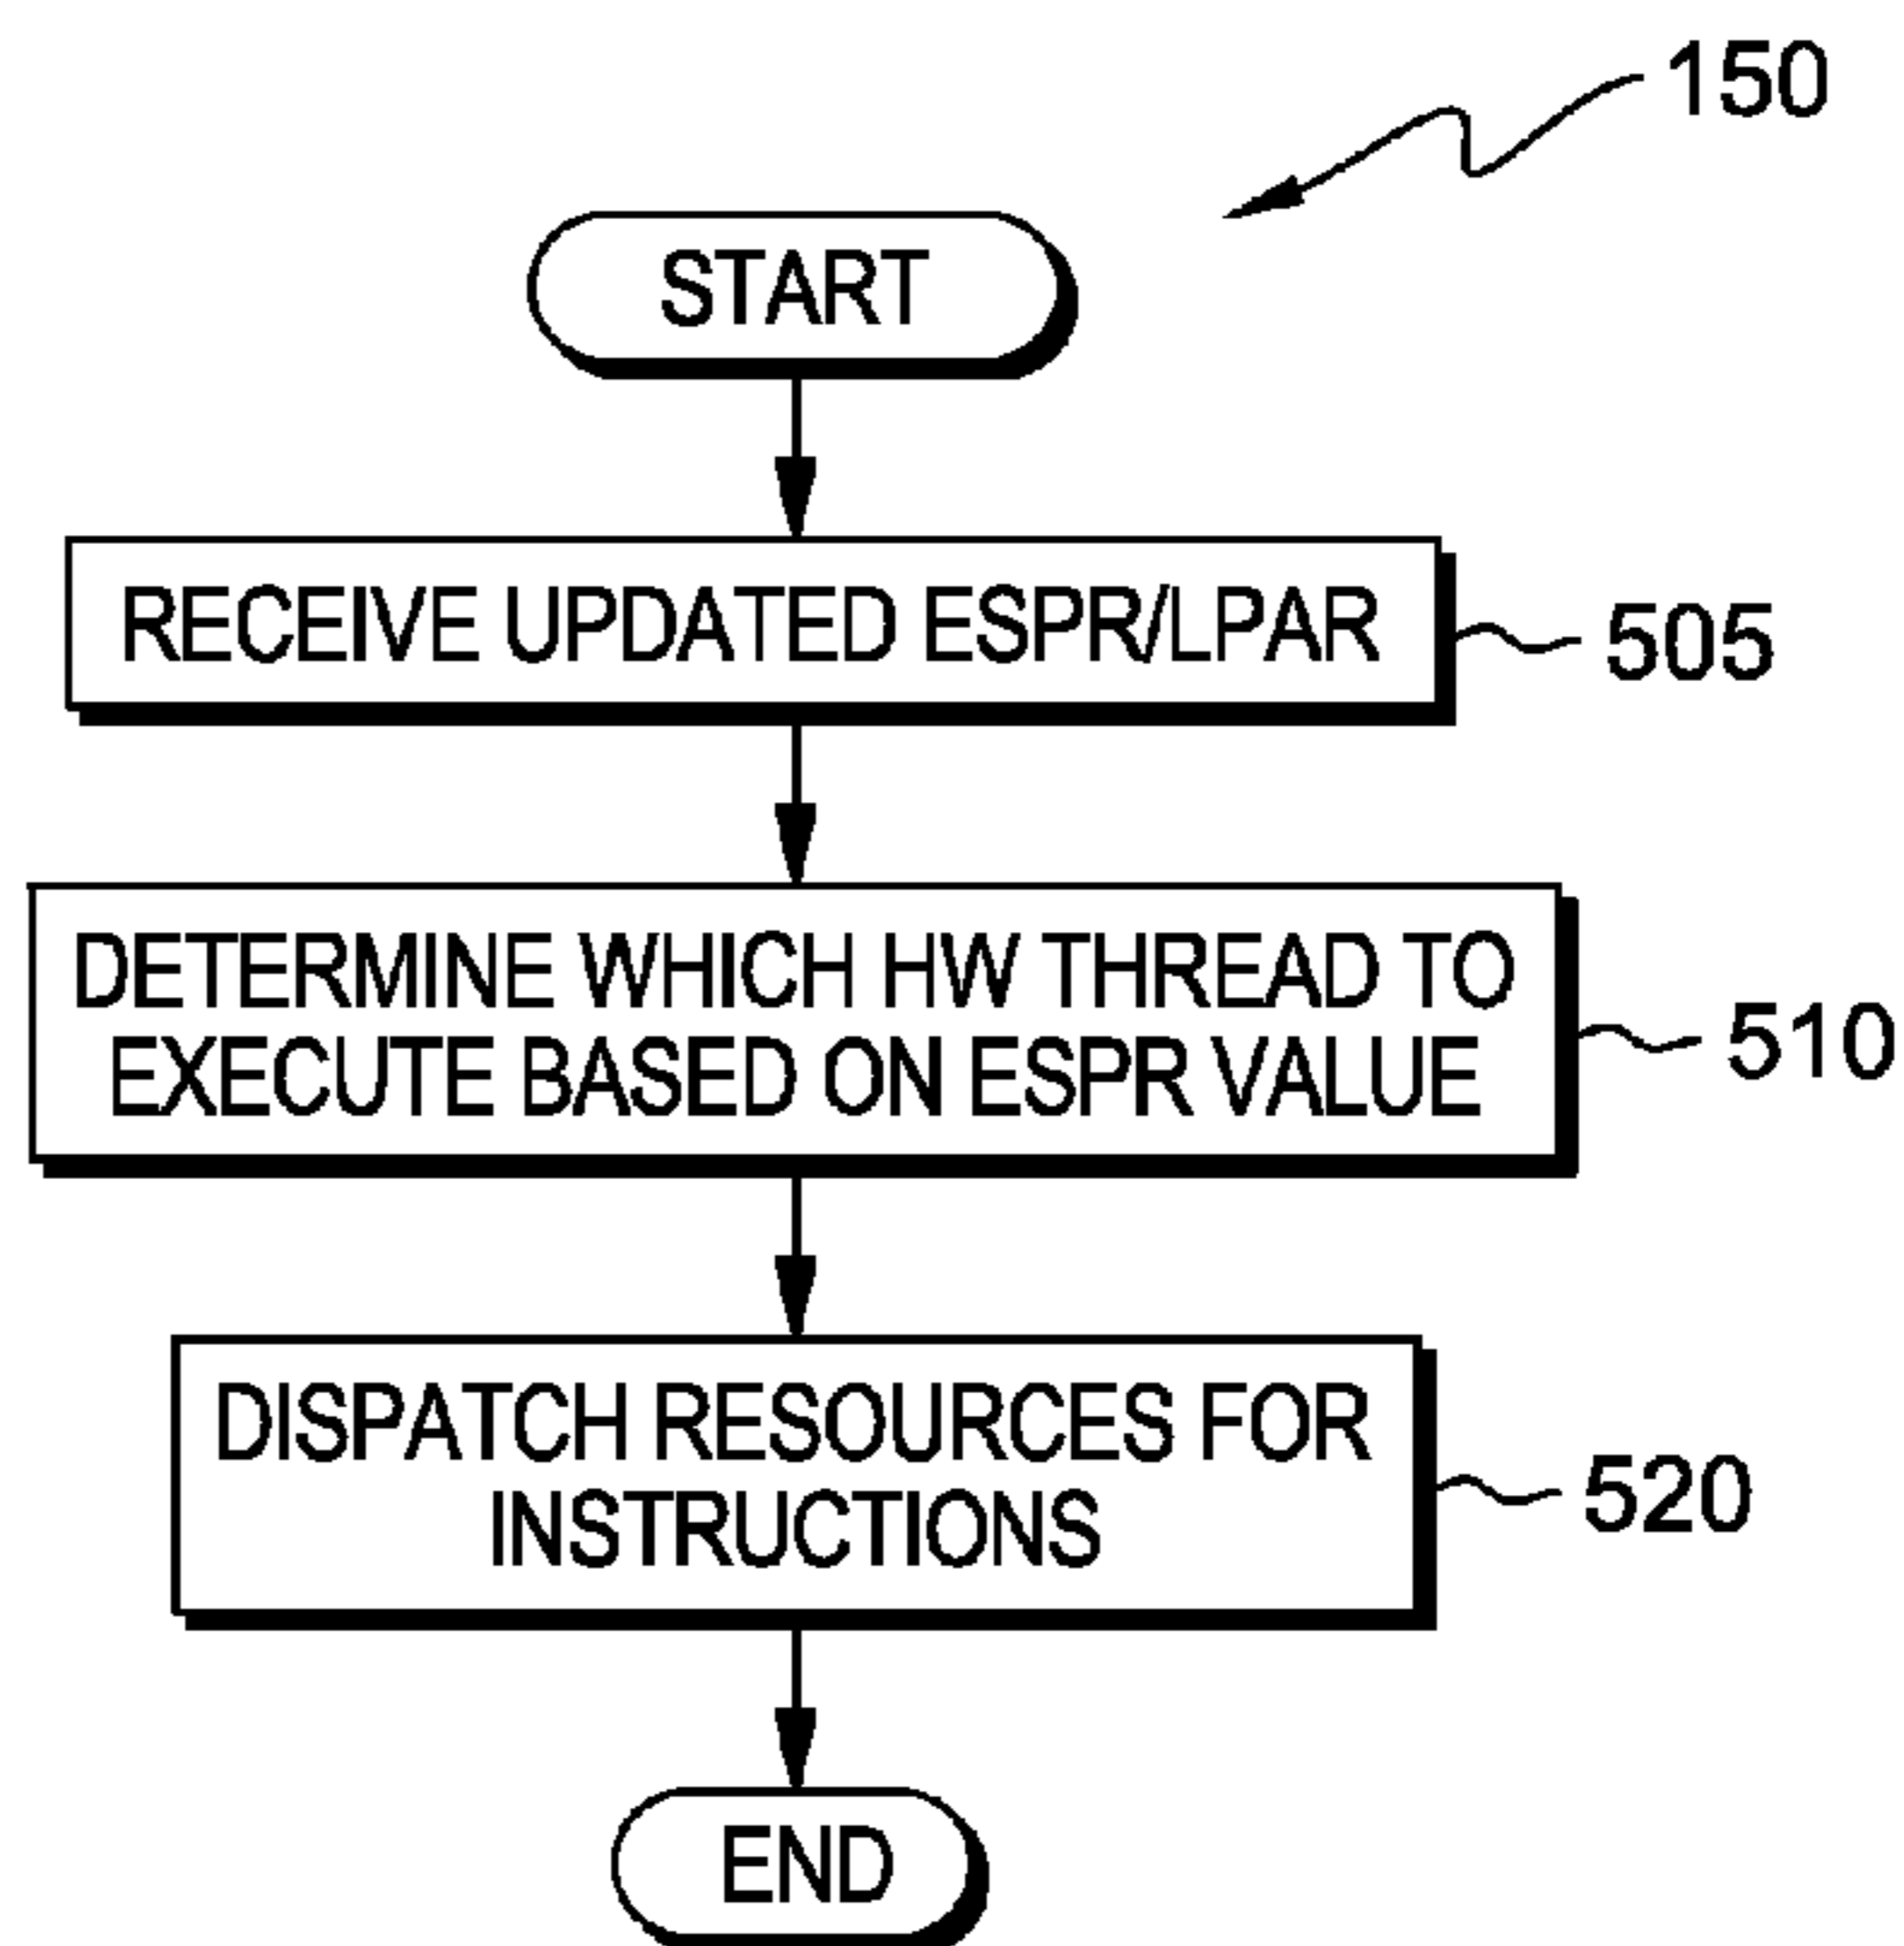 150
START
RECEIVE UPDATED ESPR/LPAR
505
DETERMINE WHICH HW THREAD TO
EXECUTE BASED ON ESPR VALUE
510
DISPATCH RESOURCES FOR
INSTRUCTIONS
520
END